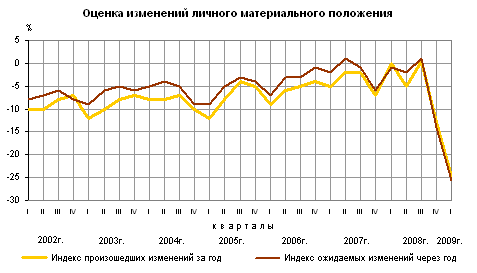 Оценка изменений личного материального положения
%
5
0
-5
-10
-15
-20
-25
-30
I II III IV I II III IV I II III IV I II III IV I II III IV I II III IV I II III IV I
кварталы
2002г. 2003г. 2004г. 2005г. 2006г. 2007г. 2008г. 2009г.
Индекс произошедших изменений за год Индекс ожидаемых изменений через год